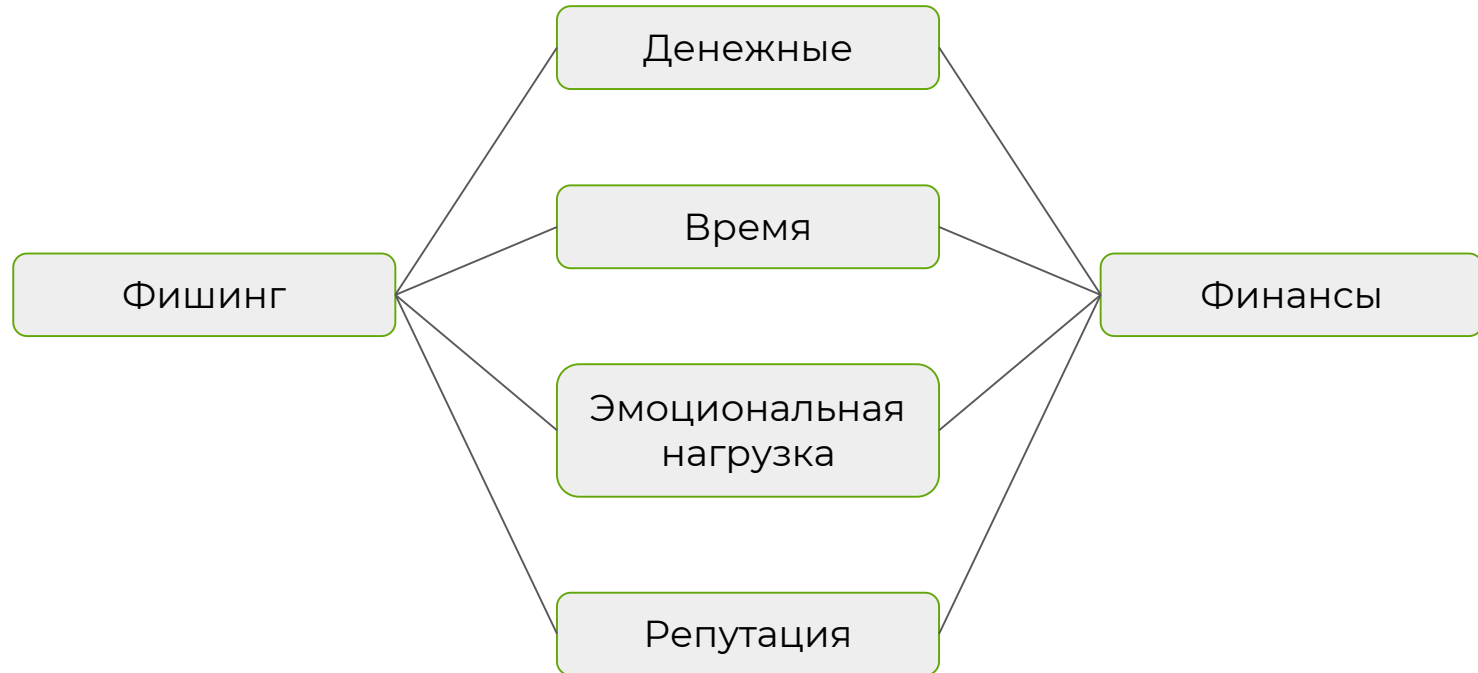 Денежные
Время
Фишинг
Финансы
Эмоциональная
нагрузка
Репутация